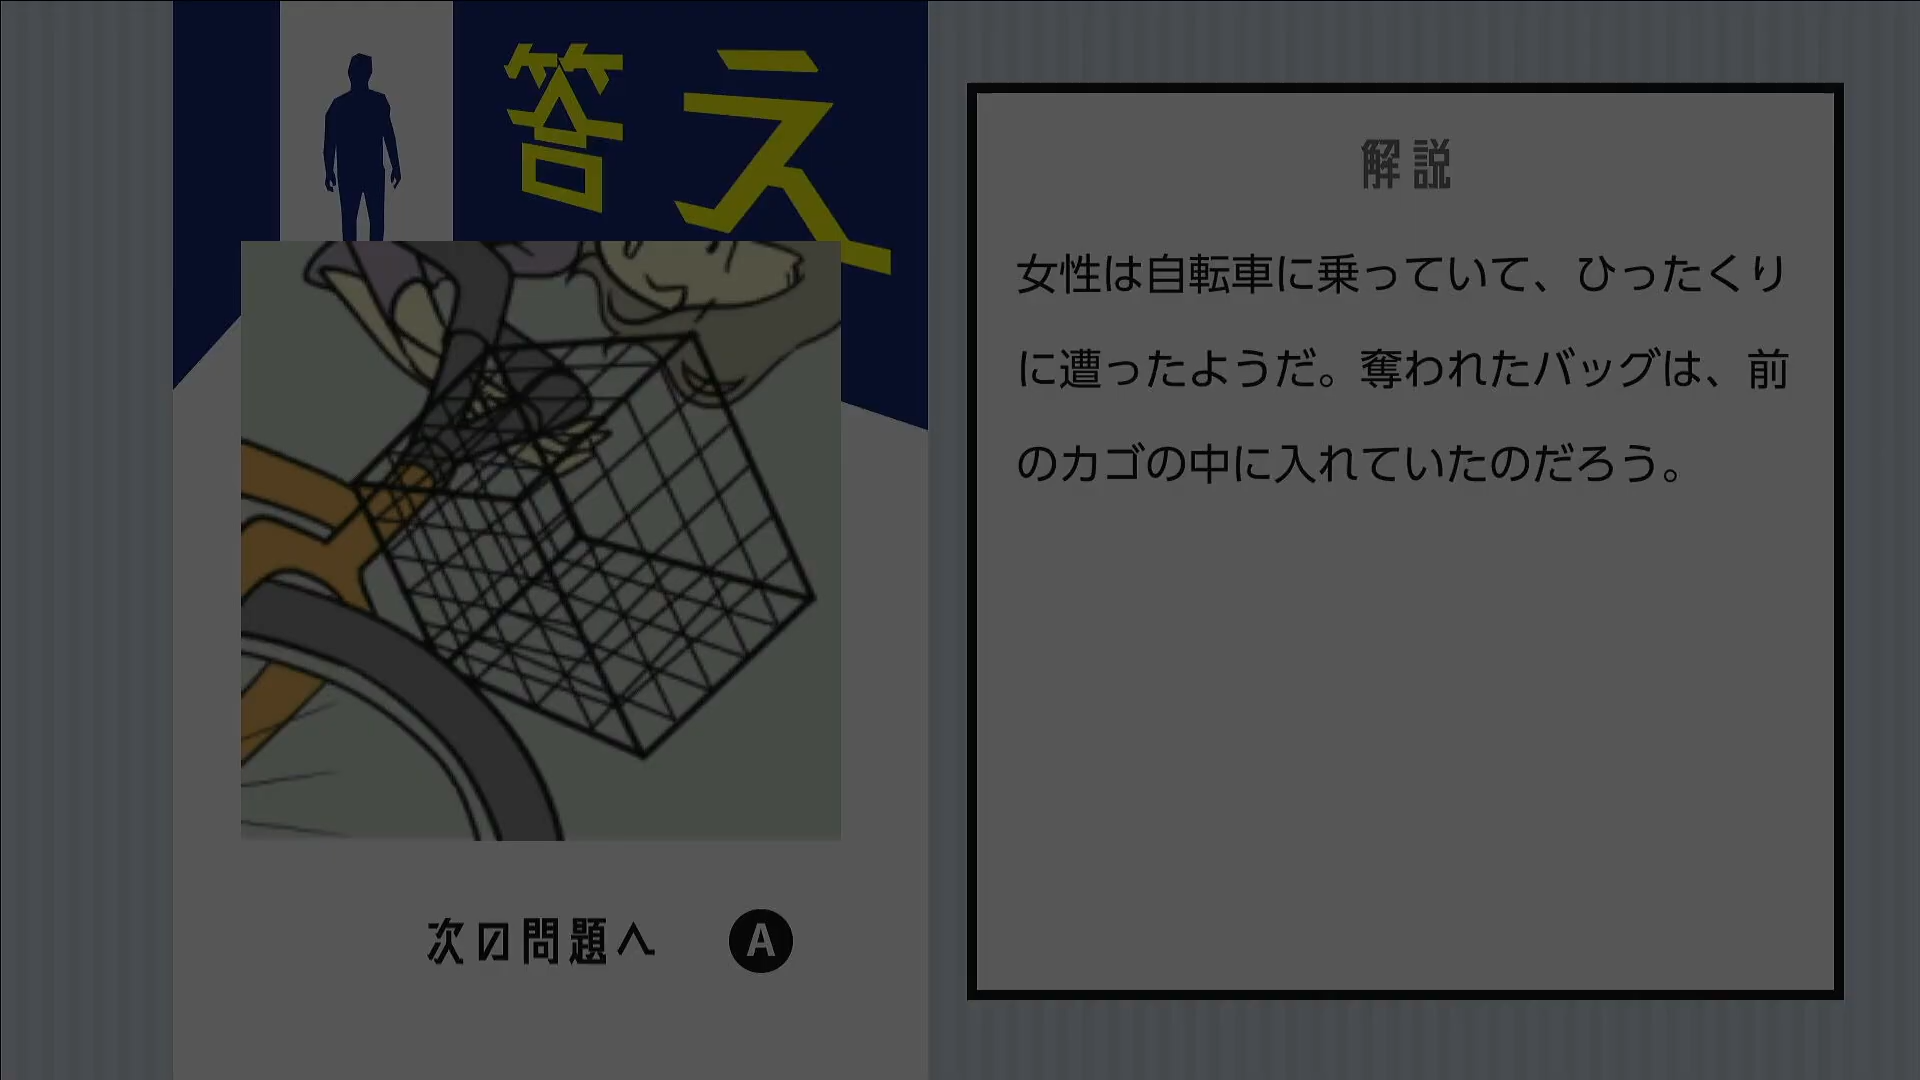 答え
解説
女性は自転車に乗っていて、ひったくり
に遭ったようだ。奪われたバッグは、前
のカゴの中に入れていたのだろう。
次の問題へ A